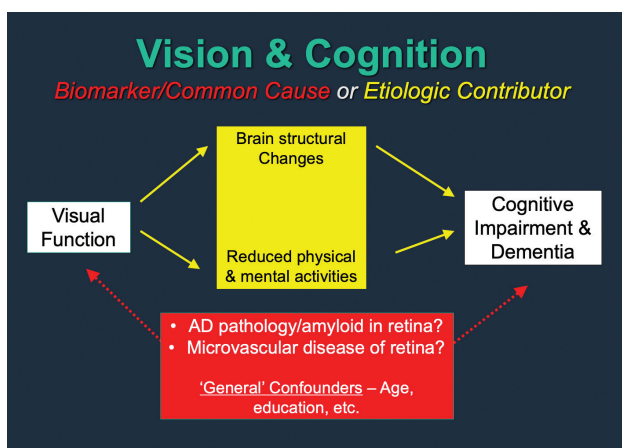 Vision & Cognition
Biomarker/Common Cause or Etiologic Contributor
Brain structural
Changes
Visual
Function
Cognitive
Impairment &
Dementia
Reduced physical
& mental activities
• AD pathology/amyloid in retina?
• Microvascular disease of retina?
‘General’ Confounders – Age,
education, etc.